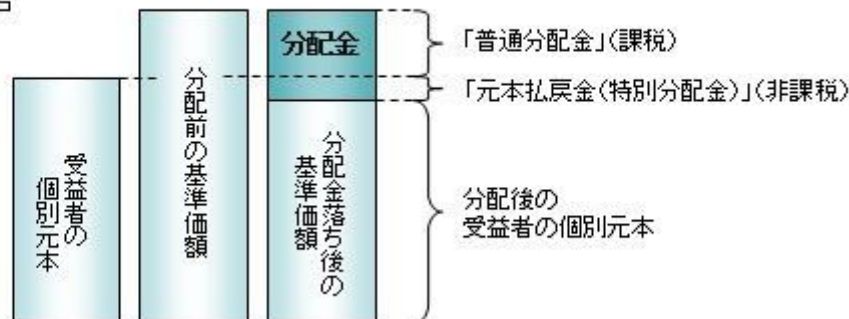 受益者の
個別元本
分配前の基準価額
分配金
分配金落ち後の
基準価額
「普通分配金」(課税)
「元本払戻金(特別分配金)」(非課税)
分配後の
受益者の個別元本